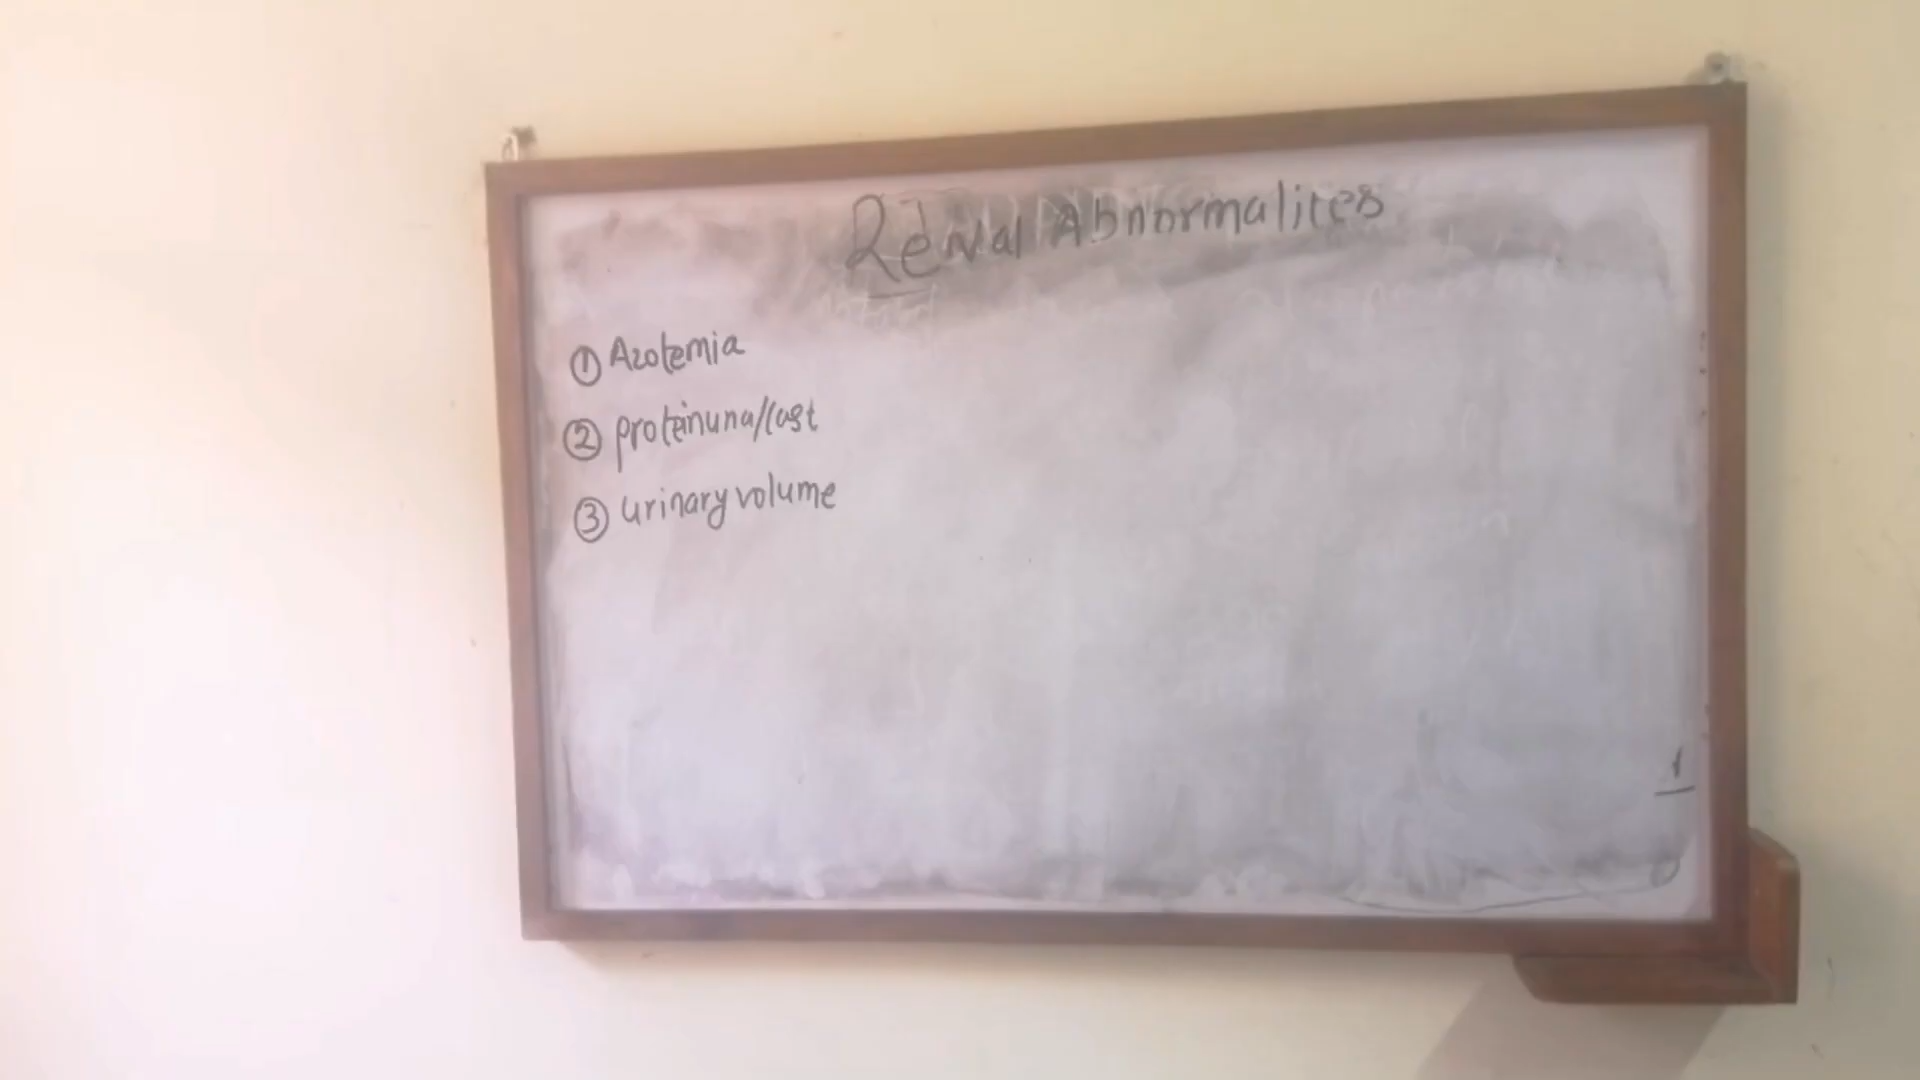 Renal Abnormalites
① Azotemia
② proteinuria/cast
③ urinary volume